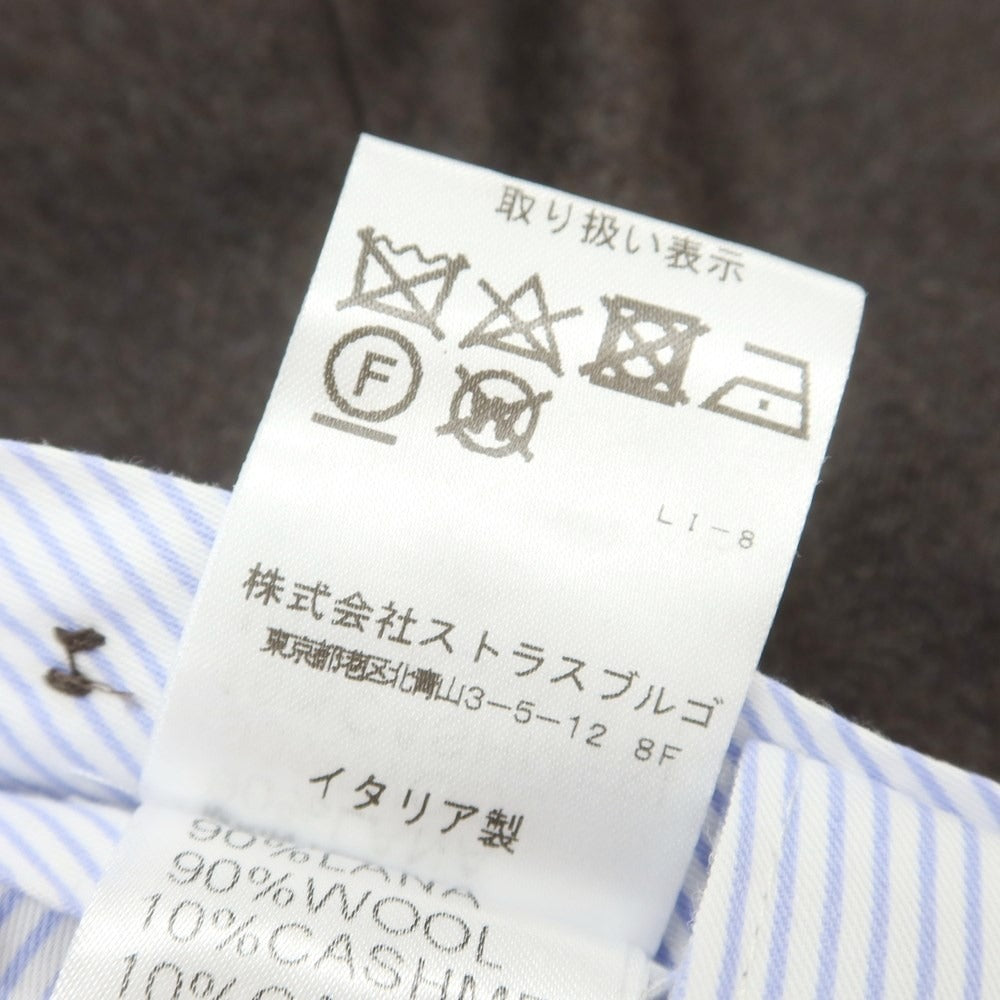 取り扱い表示
F
W
LI-8
株式会社ストラスブルゴ
東京都港区北青山3-5-12 8F
イタリア製
90%LANA
90%WOOL
10%CASHME